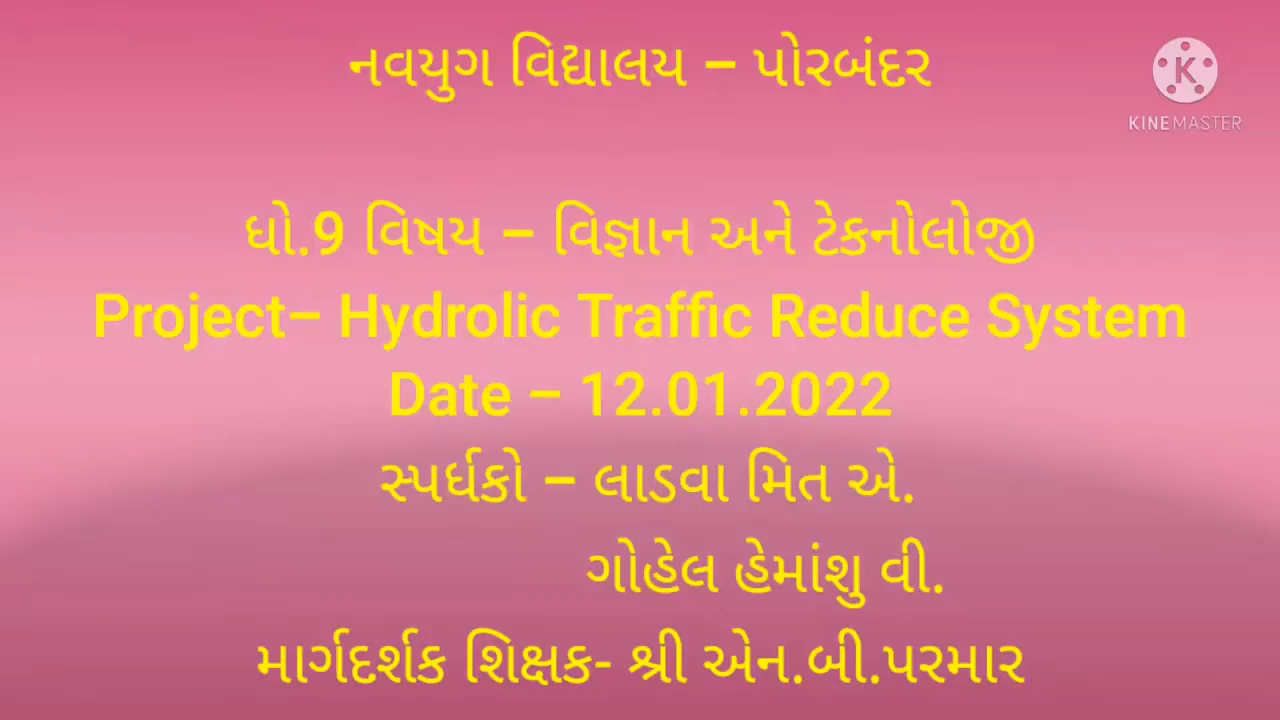 નવયુગ વિદ્યાલય – પોરબંદર
K
KINEMASTER
ધો.9 વિષય – વિજ્ઞાન અને ટેકનોલોજી
Project– Hydrolic Traffic Reduce System
Date – 12.01.2022
સ્પર્ધકો – લાડવા મિત એ.
ગોહેલ હેમાંશુ વી.
માર્ગદર્શક શિક્ષક- શ્રી એન.બી.પરમાર